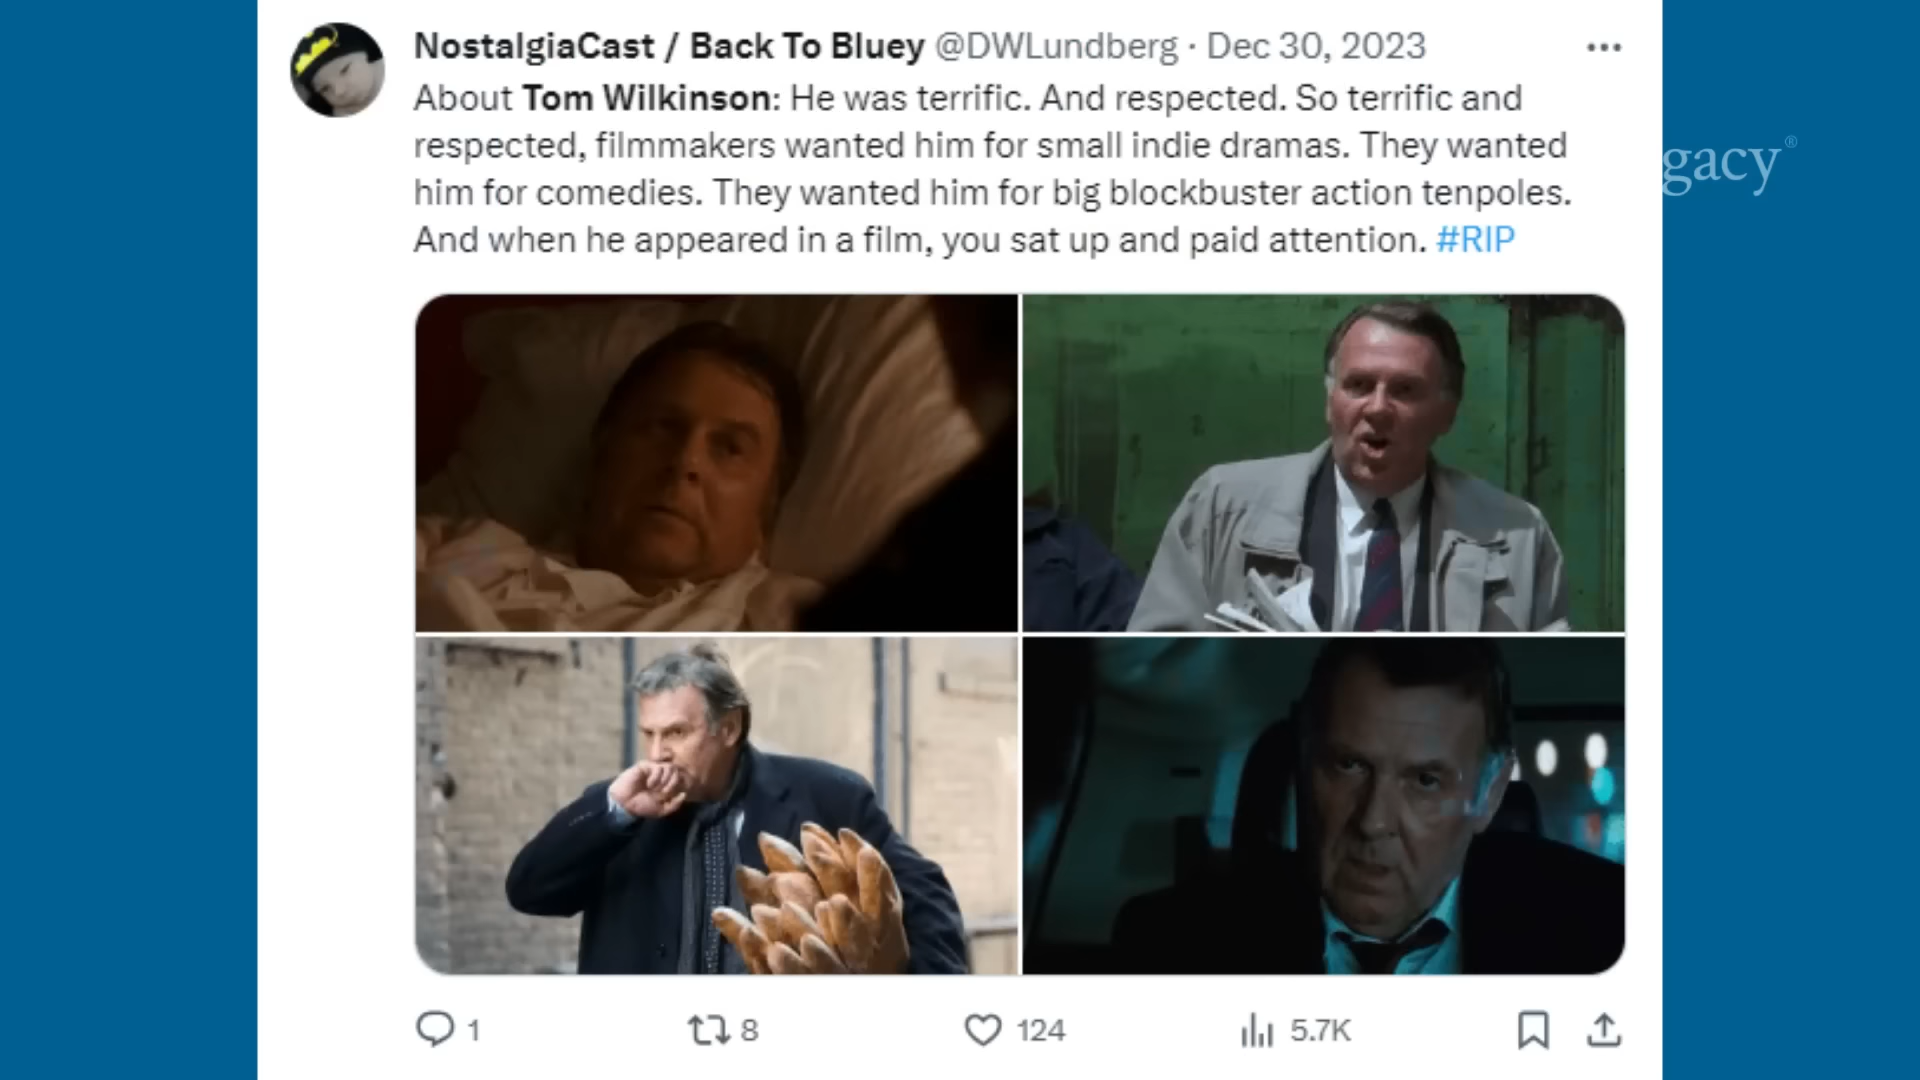 NostalgiaCast / Back To Bluey @DWLundberg · Dec 30, 2023
About Tom Wilkinson: He was terrific. And respected. So terrific and
respected, filmmakers wanted him for small indie dramas. They wanted
him for comedies. They wanted him for big blockbuster action tenpoles.
And when he appeared in a film, you sat up and paid attention. #RIP
gacy®
1 8 124 5.7K